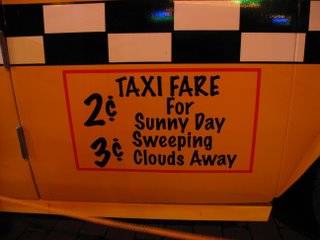 TAXI FARE
2¢ For
Sunny Day
3¢ Sweeping
Clouds Away